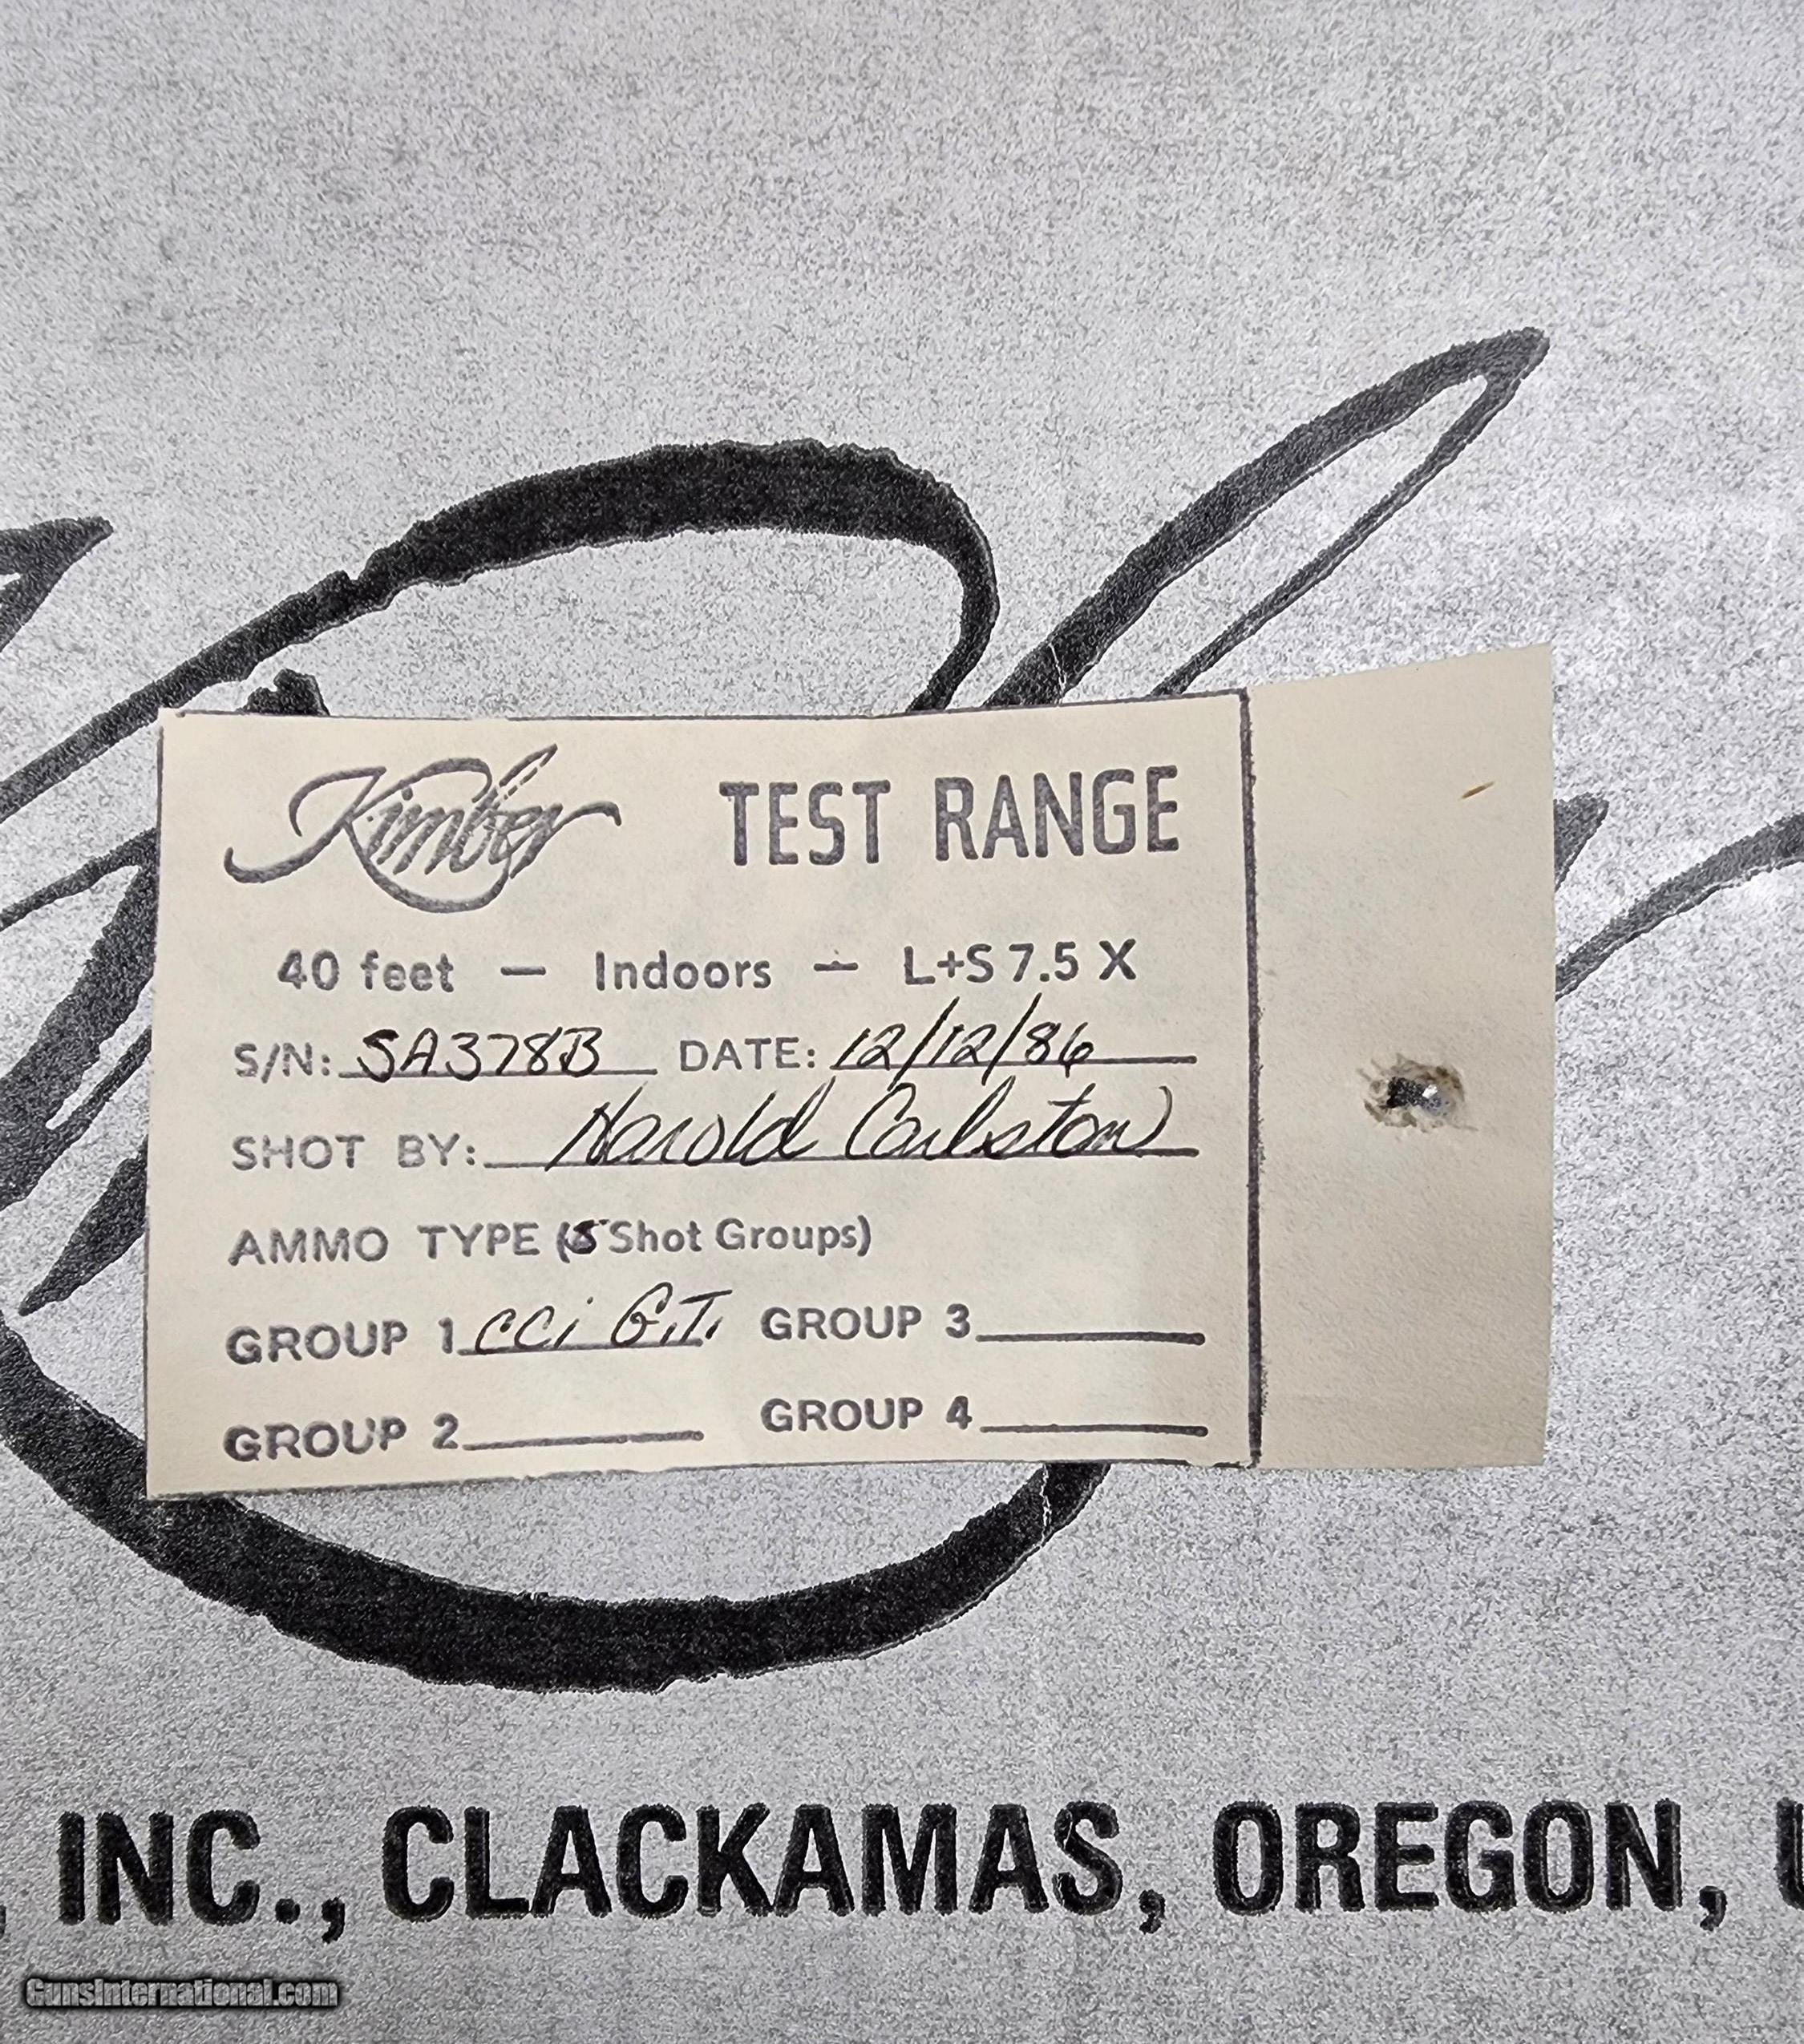 Kimber TEST RANGE
40 feet — Indoors — L+S 7.5 X
S/N: SA378B DATE: 12/12/86
SHOT BY: Harold Carlston
AMMO TYPE (5 Shot Groups)
GROUP 1 CCi G.T. GROUP 3
GROUP 2 GROUP 4
, INC., CLACKAMAS, OREGON, U
GunsInternational.com